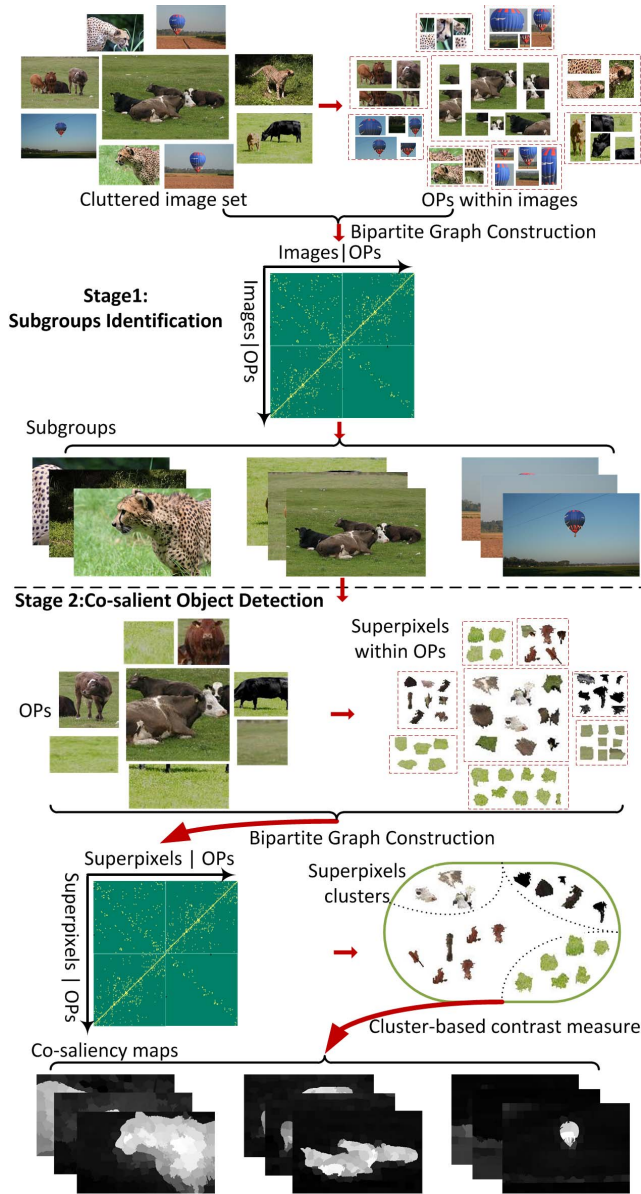 Cluttered image set
OPs within images
Bipartite Graph Construction
Images|OPs
Images|OPs
Stage1:
Subgroups Identification
Subgroups
Stage 2:Co-salient Object Detection
OPs
Superpixels
within OPs
Bipartite Graph Construction
Superpixels | OPs
Superpixels | OPs
Superpixels
clusters
Cluster-based contrast measure
Co-saliency maps